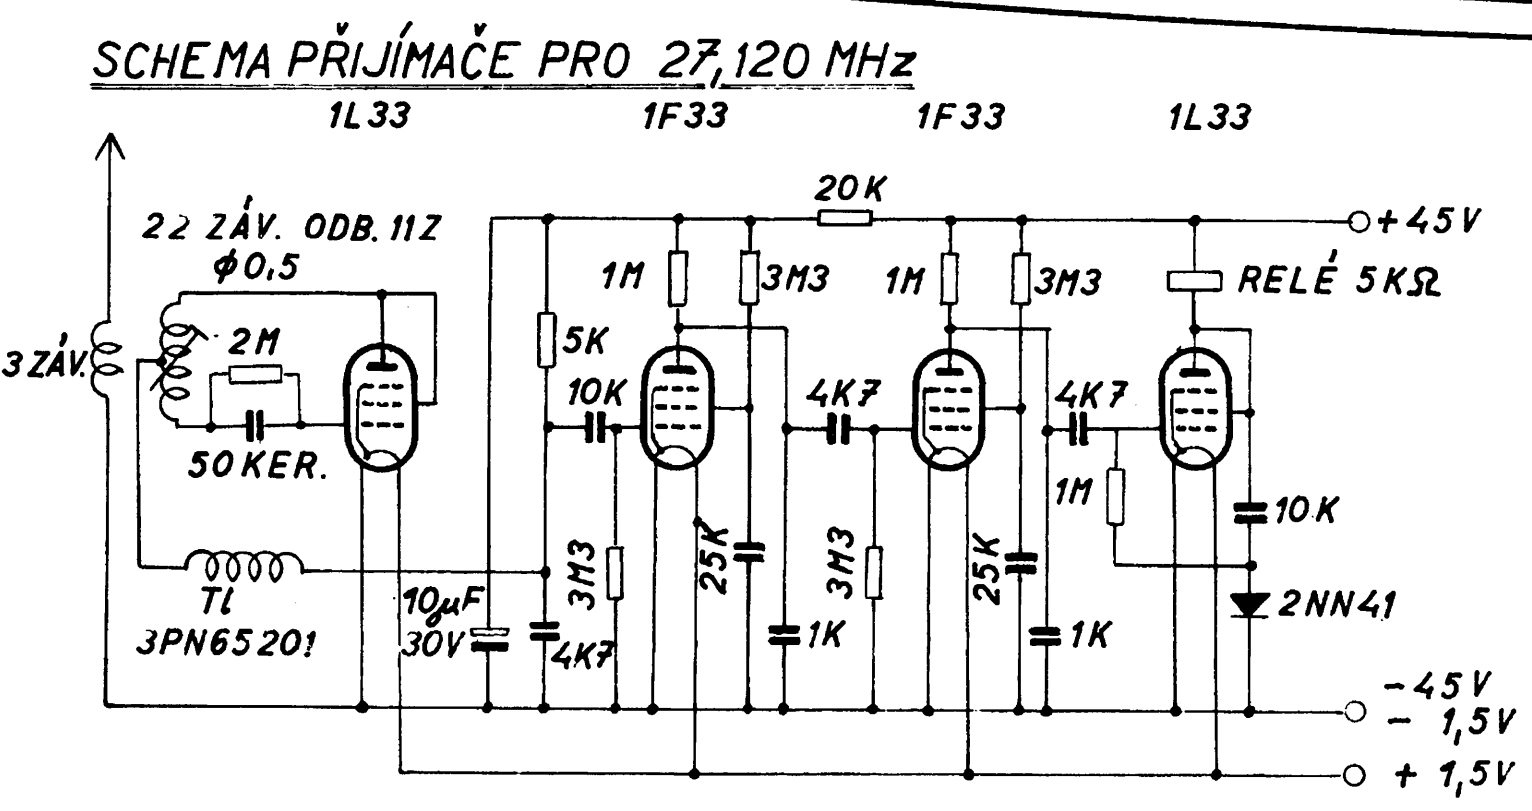 SCHEMA PŘIJÍMAČE PRO 27,120 MHz
1L33 1F33 1F33 1L33
20K
+45V
22 ZÁV. ODB. 11Z
φ0,5
1M 3M3 1M 3M3 RELÉ 5KΩ
3 ZÁV. 2M 5K
10K 4K7 4K7
50 KER.
1M 10K
3M3 25K 3M3 25K
Tl
3PN65201
10μF
30V
4K7 1K 1K 2NN41
-45V
- 1,5V
+ 1,5V